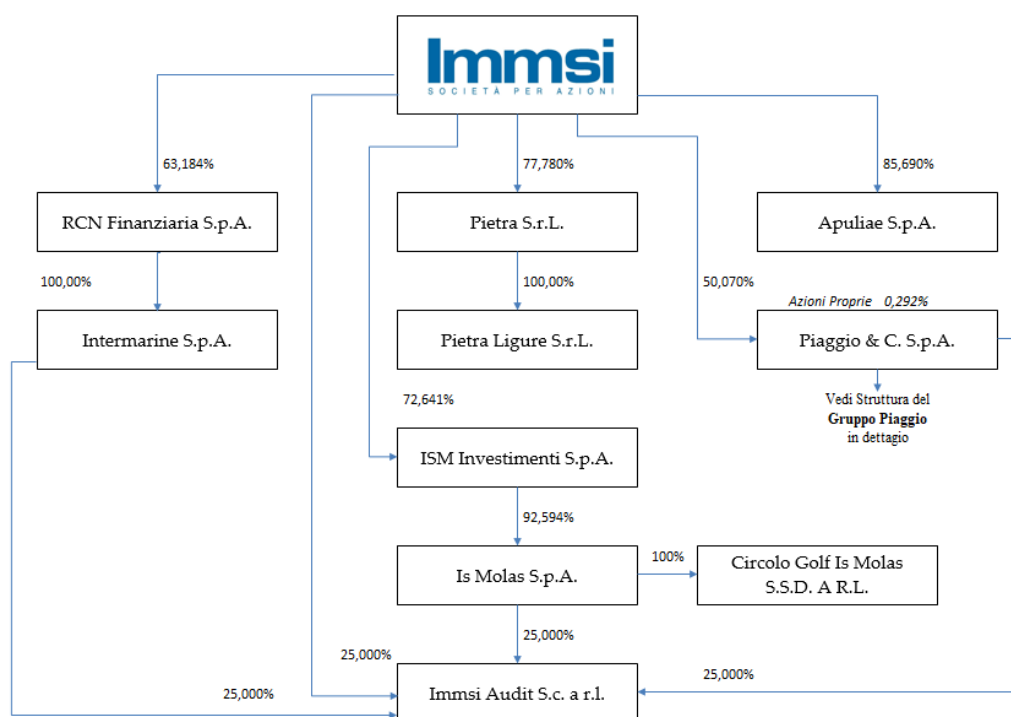 Immsi
SOCIETÀ PER AZIONI
63,184%
77,780%
85,690%
RCN Finanziaria S.p.A.
Pietra S.r.L.
Apuliae S.p.A.
100,00%
100,00%
50,070%
Azioni Proprie 0,292%
Intermarine S.p.A.
Pietra Ligure S.r.L.
Piaggio & C. S.p.A.
72,641%
Vedi Struttura del
Gruppo Piaggio
in dettagio
ISM Investimenti S.p.A.
92,594%
Is Molas S.p.A.
100%
Circolo Golf Is Molas
S.S.D. A R.L.
25,000%
25,000%
25,000%
25,000%
Immsi Audit S.c. a r.l.